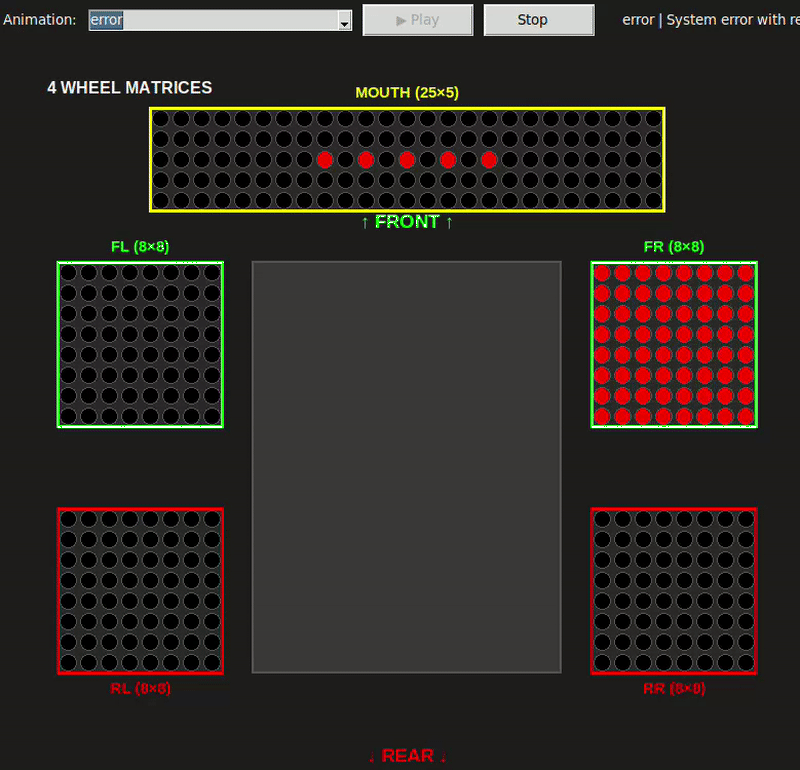 Animation: error ▶ Play Stop error | System error with re
4 WHEEL MATRICES
MOUTH (25×5)
↑ FRONT ↑
FL (8×8) FR (8×8)
RL (8×8) RR (8×8)
↓ REAR ↓